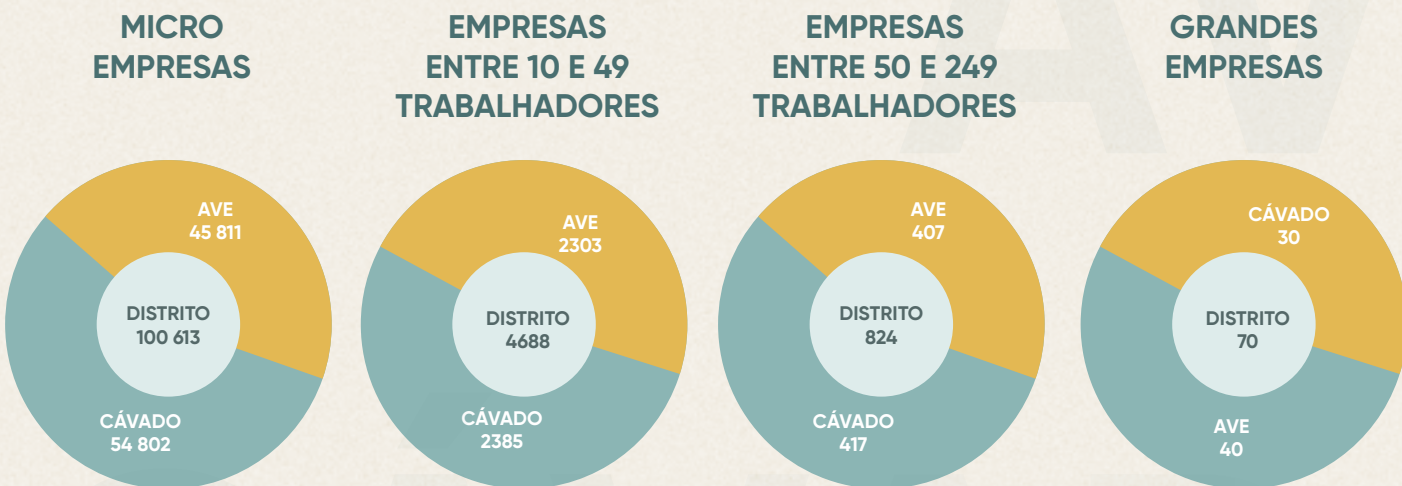 MICRO
EMPRESAS
AVE
45 811
DISTRITO
100 613
CÁVADO
54 802
EMPRESAS
ENTRE 10 E 49
TRABALHADORES
AVE
2303
DISTRITO
4688
CÁVADO
2385
EMPRESAS
ENTRE 50 E 249
TRABALHADORES
AVE
407
DISTRITO
824
CÁVADO
417
GRANDES
EMPRESAS
CÁVADO
30
DISTRITO
70
AVE
40